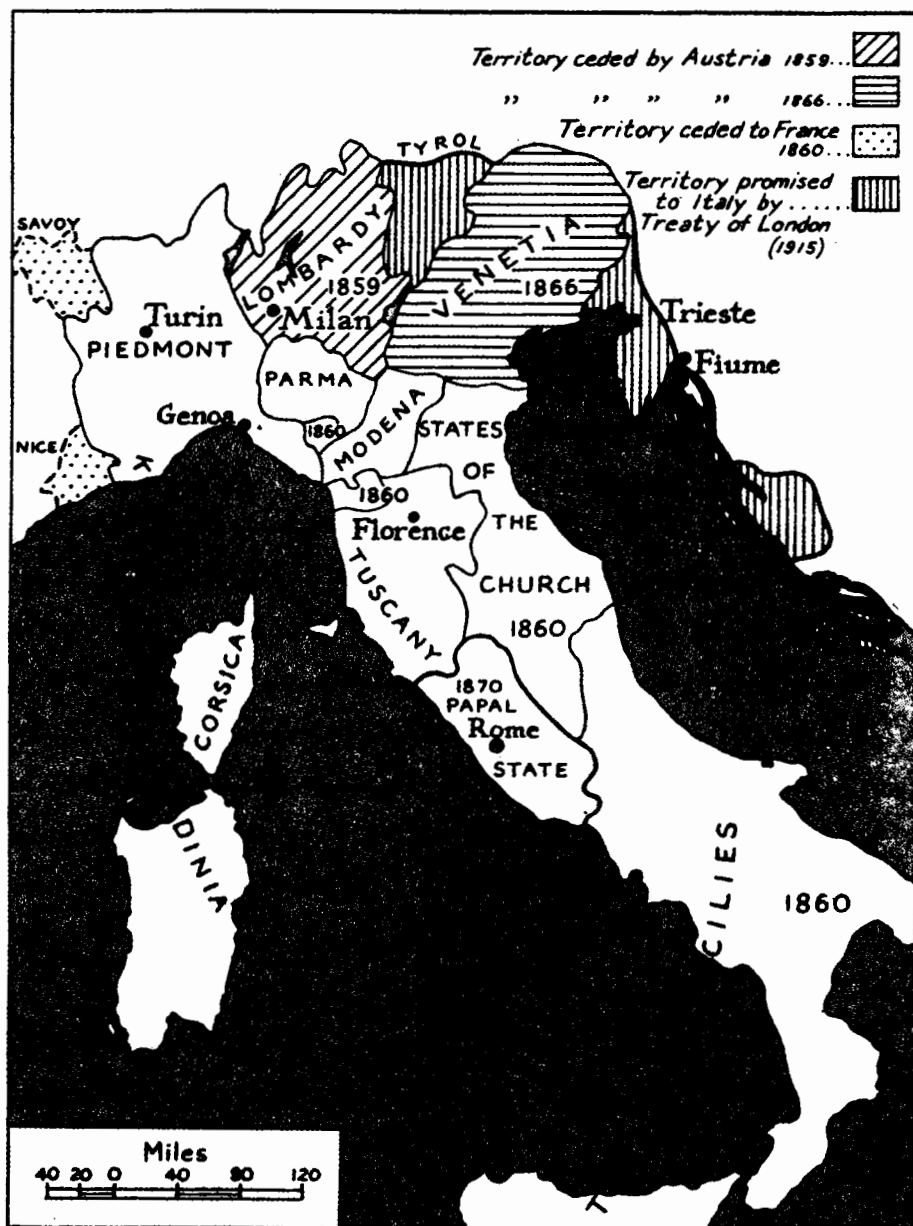 Territory ceded by Austria 1859...
„ „ „ „ 1866...
Territory ceded to France
1860...
Territory promised
to Italy by ......
Treaty of London
(1915)
TYROL
SAVOY
LOMBARDY
1859
VENETIA
1866
Turin
Milan
Trieste
PIEDMONT
Fiume
PARMA
Genoa
1860
MODENA
STATES
NICE
K
OF
1860
THE
Florence
TUSCANY
CHURCH
1860
CORSICA
1870
PAPAL
Rome
STATE
DINIA
CILIES
1860
Miles
40 20 0 40 80 120
T